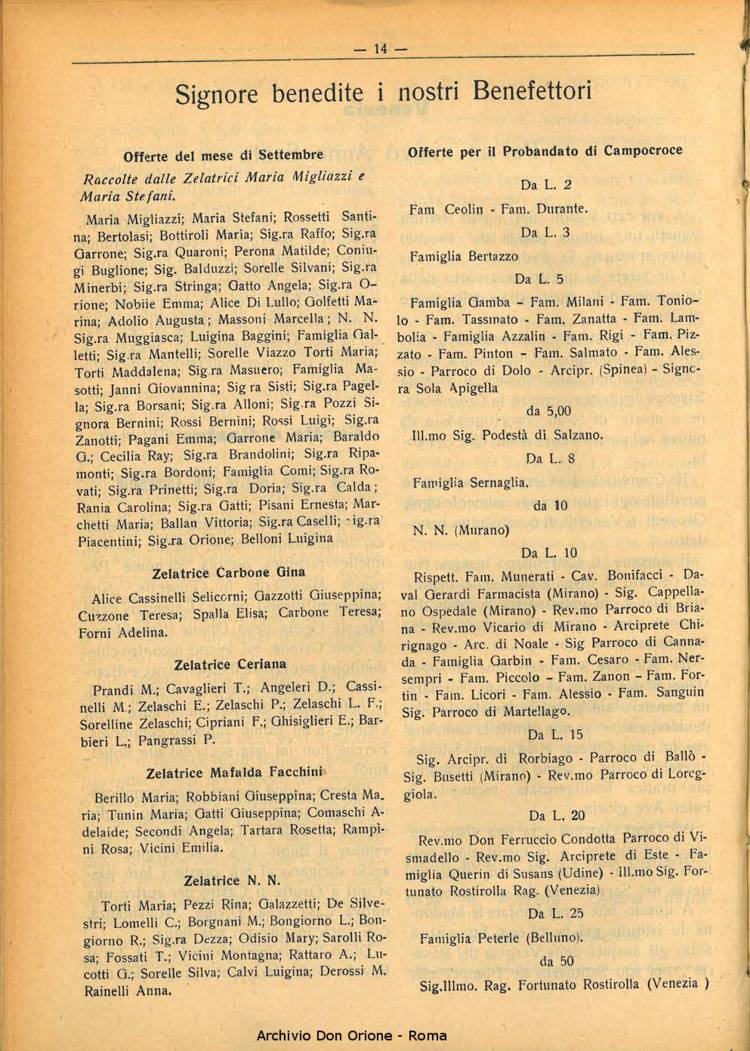 — 14 —
Signore benedite i nostri Benefettori
Offerte del mese di Settembre
Raccolte dalle Zelatrici Maria Migliazzi e
Maria Stefani.
Maria Migliazzi; Maria Stefani; Rossetti Santi-
na; Bertolasi; Bottiroli Maria; Sig.ra Raffo; Sig.ra
Garrone; Sig.ra Quaroni; Perona Matilde; Coniu-
gi Buglione; Sig. Balduzzi; Sorelle Silvani; Sig.ra
Minerbi; Sig.ra Stringa; Gatto Angela; Sig.ra O-
rione; Nobile Emma; Alice Di Lullo; Golfetti Ma-
rina; Adolio Augusta; Massoni Marcella; N. N.
Sig.ra Muggiasca; Luigina Baggini; Famiglia Gal-
letti; Sig.ra Mantelli; Sorelle Viazzo Torti Maria;
Torti Maddalena; Sig ra Masuero; Famiglia Ma-
sotti; Janni Giovannina; Sig ra Sisti; Sig.ra Pagel-
la; Sig.ra Borsani; Sig.ra Alloni; Sig.ra Pozzi Si-
gnora Bernini; Rossi Bernini; Rossi Luigi; Sig.ra
Zanotti; Pagani Emma; Garrone Maria; Baraldo
G.; Cecilia Ray; Sig.ra Brandolini; Sig.ra Ripa-
monti; Sig.ra Bordoni; Famiglia Comi; Sig.ra Ro-
vati; Sig.ra Prinetti; Sig.ra Doria; Sig.ra Calda;
Rania Carolina; Sig.ra Gatti; Pisani Ernesta; Mar-
chetti Maria; Ballan Vittoria; Sig.ra Caselli; Sig.ra
Piacentini; Sig.ra Orione; Belloni Luigina
Zelatrice Carbone Gina
Alice Cassinelli Selicorni; Gazzotti Giuseppina;
Cuzzone Teresa; Spalla Elisa; Carbone Teresa;
Forni Adelina.
Zelatrice Ceriana
Prandi M.; Cavaglieri T.; Angeleri D.; Cassi-
nelli M.; Zelaschi E.; Zelaschi P.; Zelaschi L. F.;
Sorelline Zelaschi; Cipriani F.; Ghisiglieri E.; Bar-
bieri L.; Pangrassi P.
Zelatrice Mafalda Facchini
Berillo Maria; Robbiani Giuseppina; Cresta Ma-
ria; Tunin Maria; Gatti Giuseppina; Comaschi A-
delaide; Secondi Angela; Tartara Rosetta; Rampi-
ni Rosa; Vicini Emilia.
Zelatrice N. N.
Torti Maria; Pezzi Rina; Galazzetti; De Silve-
stri; Lomelli C.; Borgnani M.; Bongiorno L.; Bon-
giorno R.; Sig.ra Dezza; Odisio Mary; Sarolli Ro-
sa; Fossati T.; Vicini Montagna; Rattaro A.; Lu-
cotti G.; Sorelle Silva; Calvi Luigina; Derossi M.
Rainelli Anna.
Offerte per il Probandato di Campocroce
Da L. 2
Fam Ceolin - Fam. Durante.
Da L. 3
Famiglia Bertazzo
Da L. 5
Famiglia Gamba - Fam. Milani - Fam. Tonio-
lo - Fam. Tassinato - Fam. Zanatta - Fam. Lam-
bolia - Famiglia Azzalin - Fam. Rigi - Fam. Piz-
zato - Fam. Pinton - Fam. Salmato - Fam. Ales-
sio - Parroco di Dolo - Arcipr. (Spinea) - Signo-
ra Sola Apigella
da 5,00
Ill.mo Sig. Podestà di Salzano.
Da L. 8
Famiglia Sernaglia.
da 10
N. N. (Murano)
Da L. 10
Rispett. Fam. Munerati - Cav. Bonifacci - Da-
val Gerardi Farmacista (Mirano) - Sig. Cappella-
no Ospedale (Mirano) - Rev.mo Parroco di Bria-
na - Rev.mo Vicario di Mirano - Arciprete Chi-
rignago - Arc. di Noale - Sig Parroco di Canna-
da - Famiglia Garbin - Fam. Cesaro - Fam. Ner-
sempri - Fam. Piccolo - Fam. Zanon - Fam. For-
tin - Fam. Licori - Fam. Alessio - Fam. Sanguin
Sig. Parroco di Martellago.
Da L. 15
Sig. Arcipr. di Rorbiago - Parroco di Ballò -
Sig. Busetti (Mirano) - Rev.mo Parroco di Loreg-
giola.
Da L. 20
Rev.mo Don Ferruccio Condotta Parroco di Vi-
smadello - Rev.mo Sig. Arciprete di Este - Fa-
miglia Querin di Susans (Udine) - Ill.mo Sig. For-
tunato Rostirolla Rag. (Venezia)
Da L. 25
Famiglia Peterle (Belluno).
da 50
Sig.Illmo. Rag. Fortunato Rostirolla (Venezia )
Archivio Don Orione - Roma